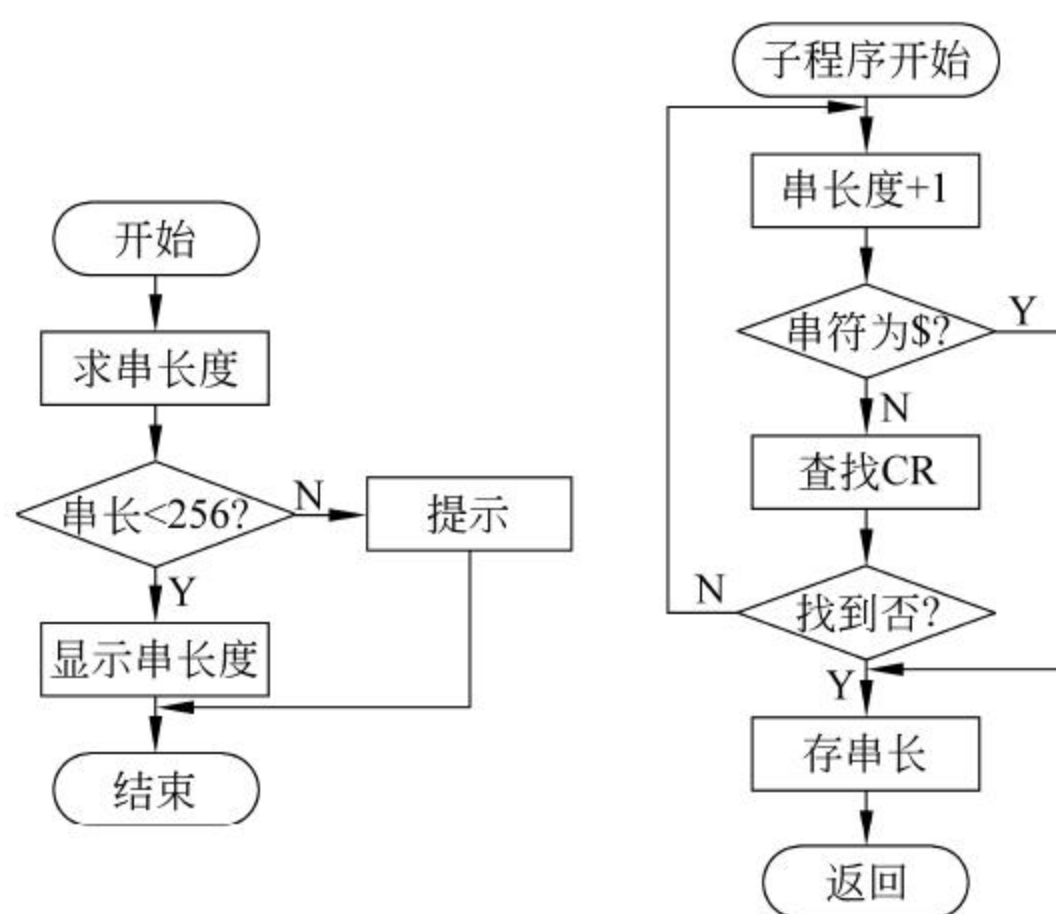 开始
求串长度
串长<256?
N
提示
Y
显示串长度
结束
子程序开始
串长度+1
串符为$?
Y
N
查找CR
找到否?
N
Y
存串长
返回